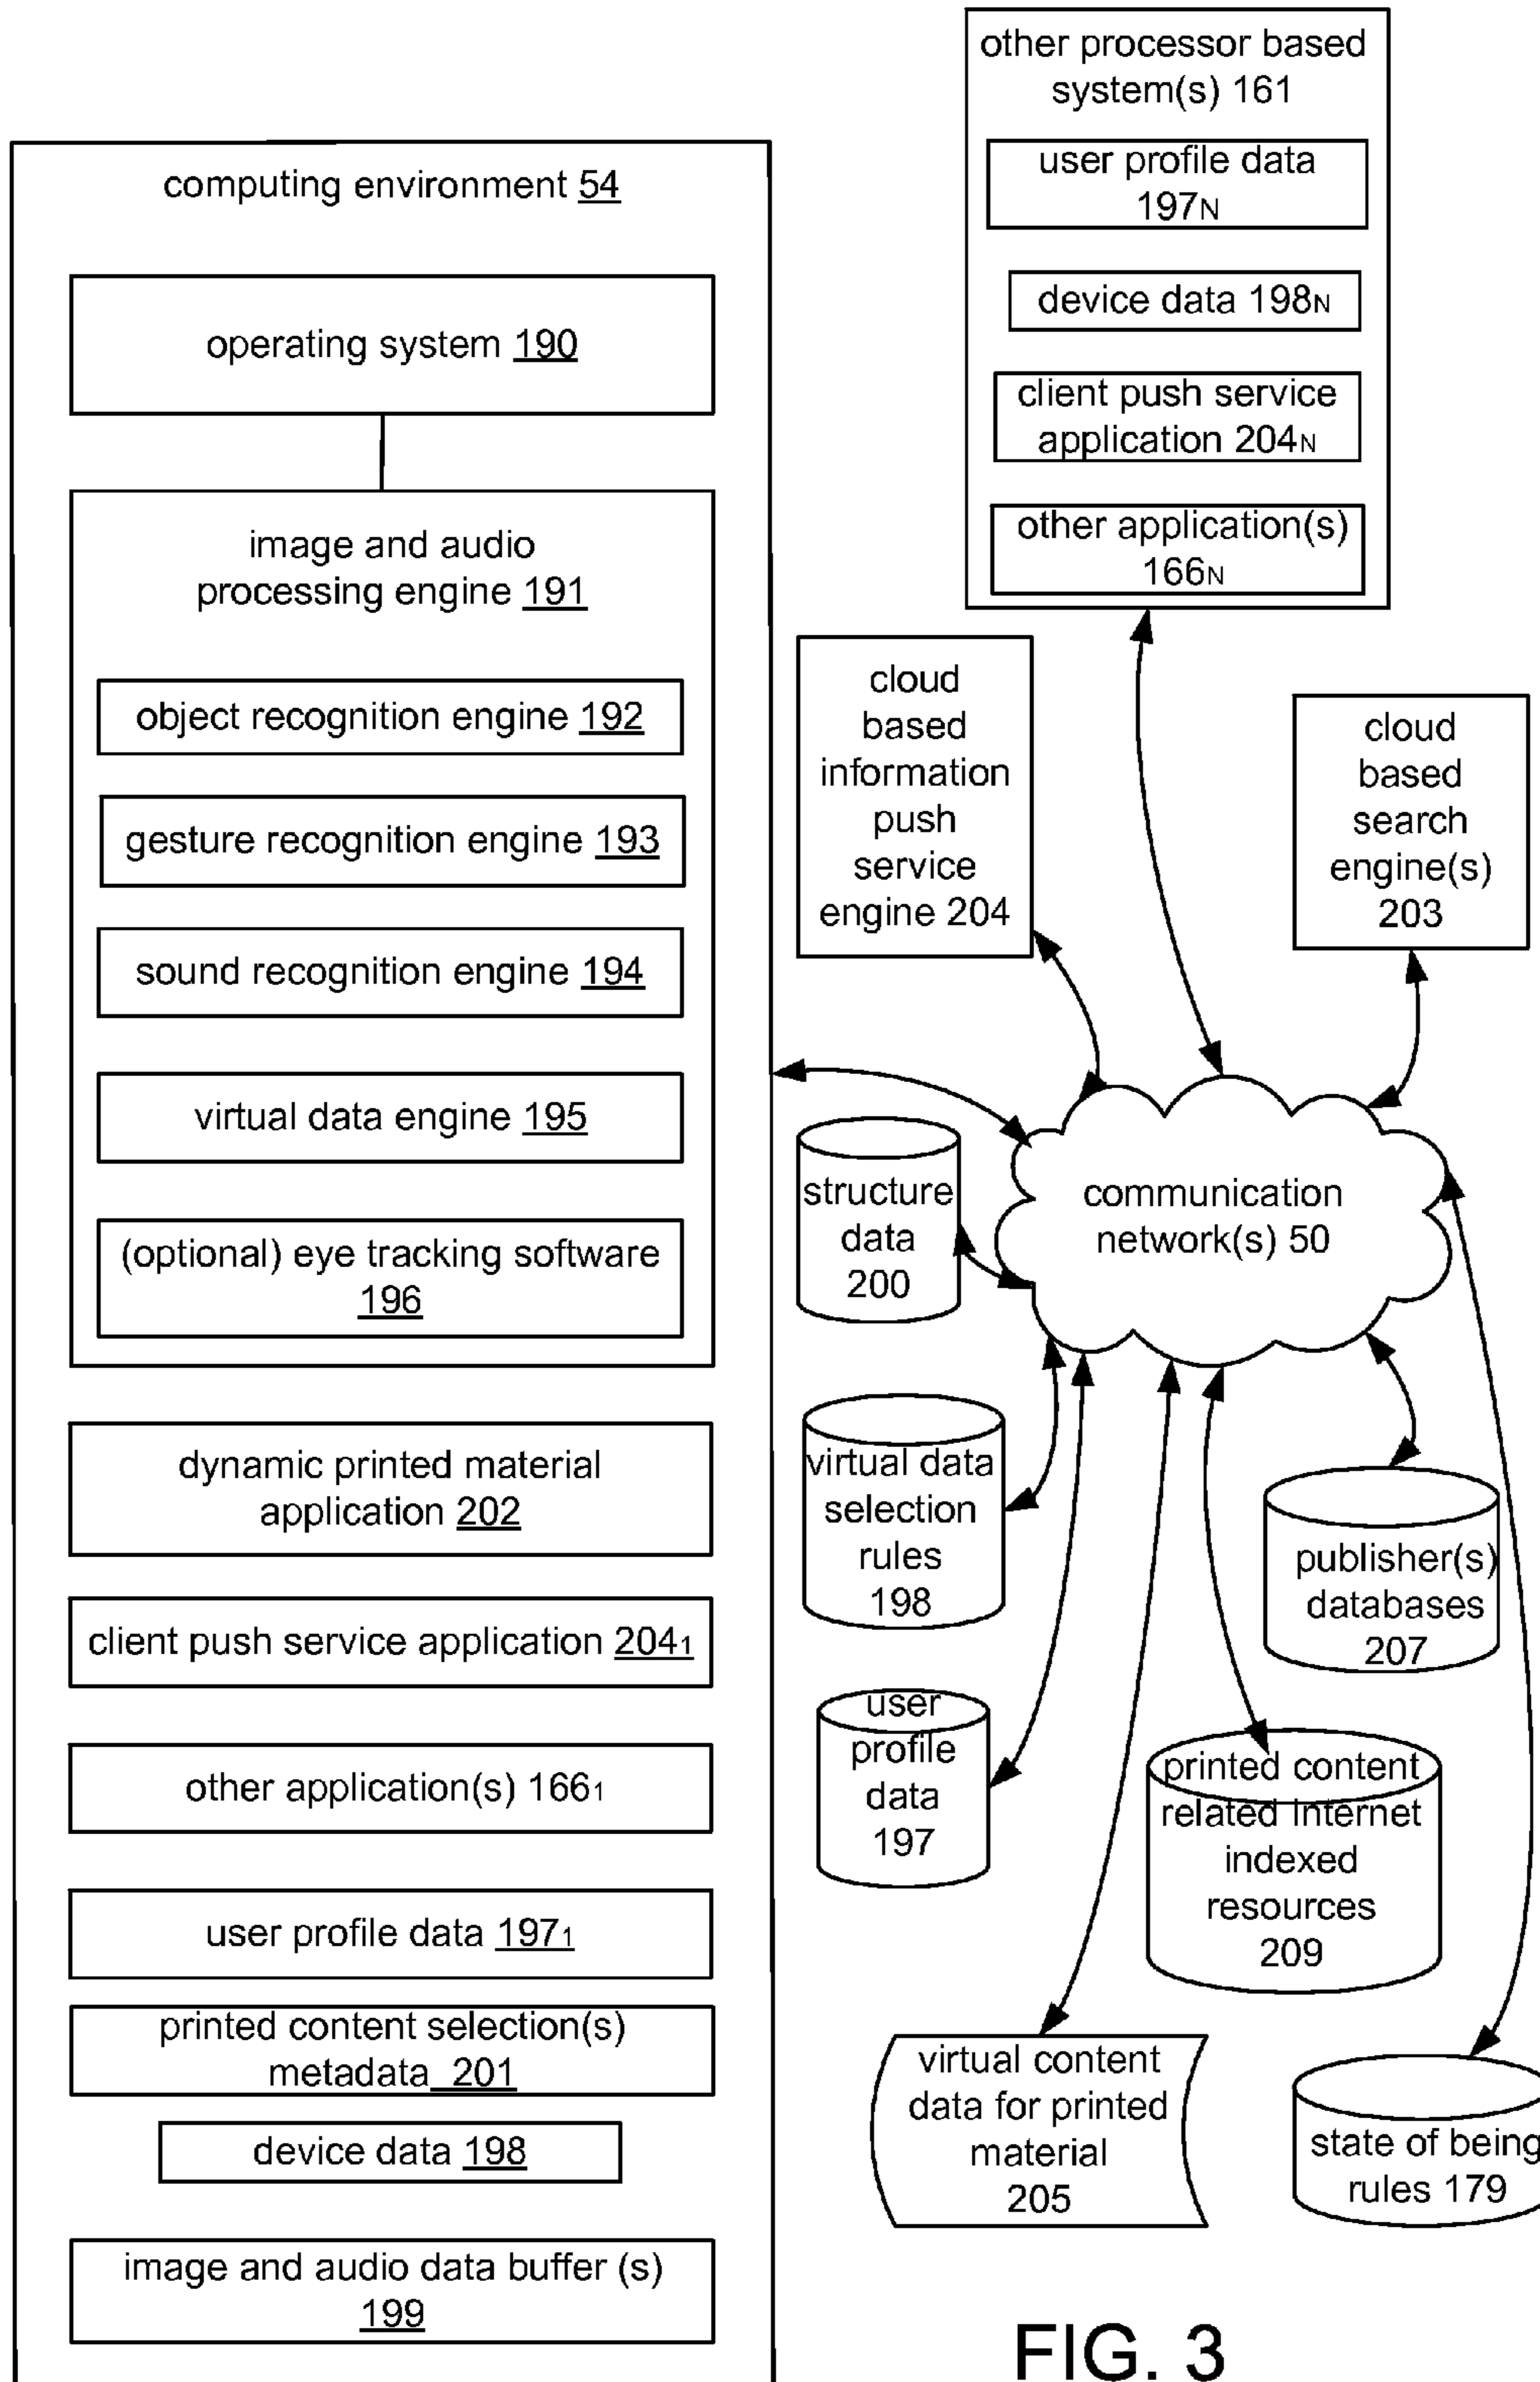 computing environment 54
operating system 190
image and audio
processing engine 191
object recognition engine 192
gesture recognition engine 193
sound recognition engine 194
virtual data engine 195
(optional) eye tracking software
196
dynamic printed material
application 202
client push service application 204₁
other application(s) 166₁
user profile data 197₁
printed content selection(s)
metadata 201
device data 198
image and audio data buffer (s)
199
other processor based
system(s) 161
user profile data
197N
device data 198N
client push service
application 204N
other application(s)
166N
cloud
based
information
push
service
engine 204
cloud
based
search
engine(s)
203
communication
network(s) 50
structure
data
200
virtual data
selection
rules
198
user
profile
data
197
publisher(s)
databases
207
printed content
related Internet
indexed
resources
209
virtual content
data for printed
material
205
state of being
rules 179
FIG. 3